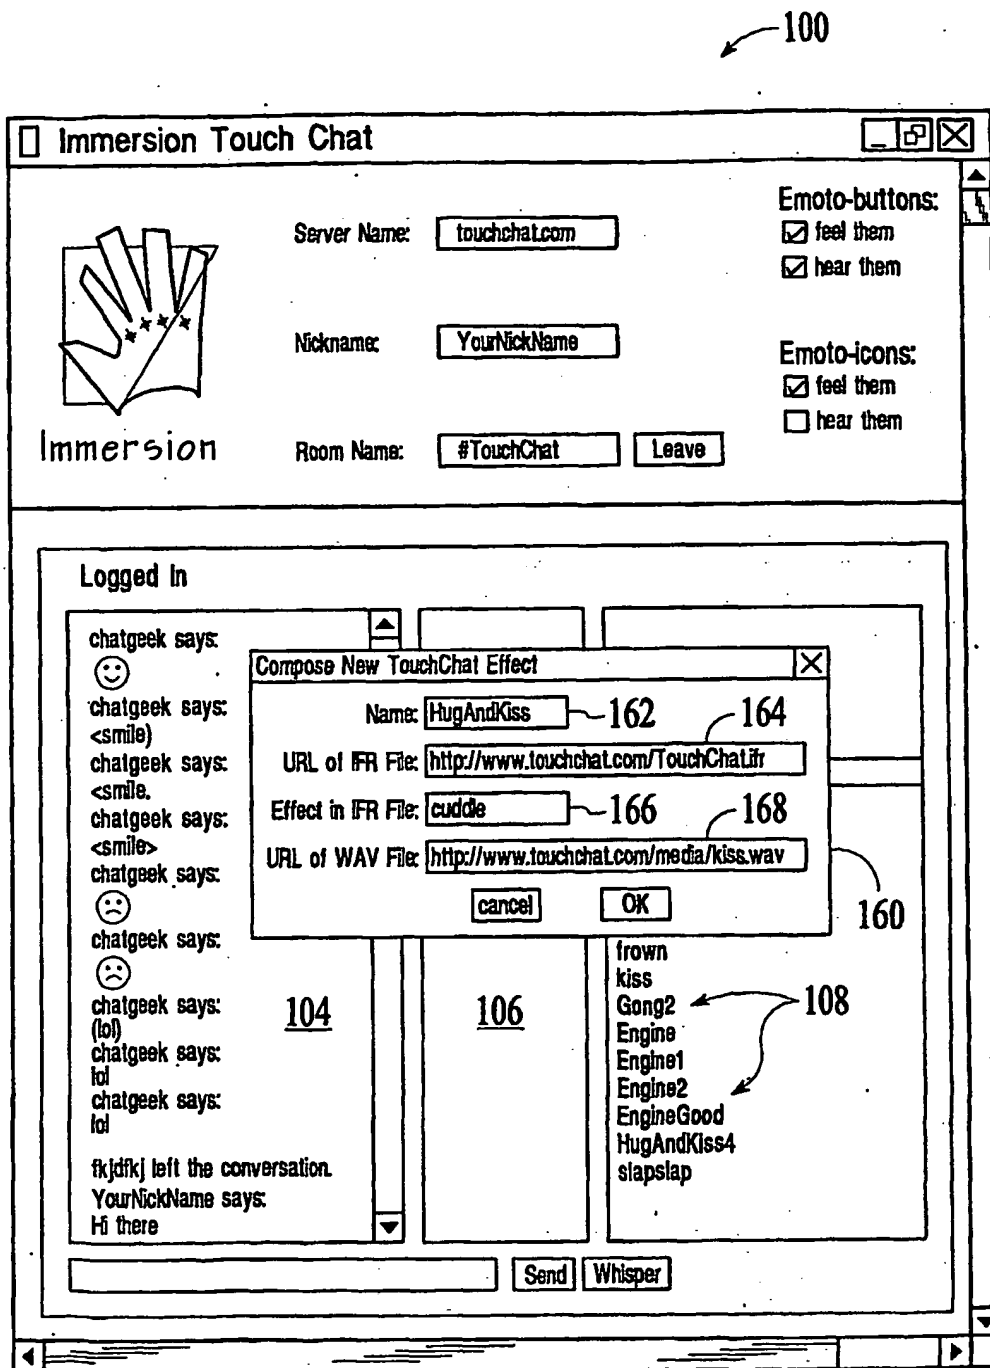 100
Immersion Touch Chat
Server Name: touchchat.com
Nickname: YourNickName
Room Name: #TouchChat Leave
Emoto-buttons:
feel them
hear them
Emoto-icons:
feel them
hear them
Immersion
Logged In
chatgeek says:
chatgeek says:
<smile)
chatgeek says:
<smile.
chatgeek says:
<smile>
chatgeek says:
chatgeek says:
chatgeek says:
(lol)
chatgeek says:
lol
chatgeek says:
lol
fkjdfkj left the conversation.
YourNickName says:
Hi there
104
106
Compose New TouchChat Effect
Name: HugAndKiss 162
164
URL of IFR File: http://www.touchchat.com/TouchChat.ifr
Effect in IFR File: cuddle 166
168
URL of WAV File: http://www.touchchat.com/media/kiss.wav
cancel OK
160
frown
kiss
Gong2
108
Engine
Engine1
Engine2
EngineGood
HugAndKiss4
slapslap
Send Whisper